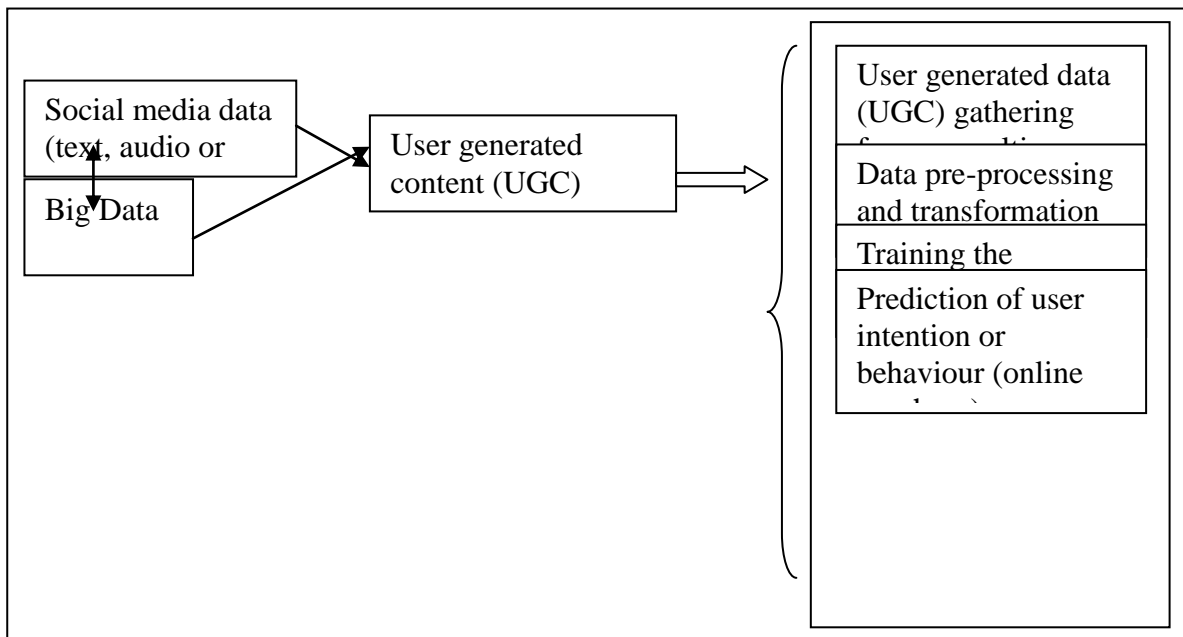 Social media data
(text, audio or
Big Data
User generated
content (UGC)
User generated data
(UGC) gathering
Data pre-processing
and transformation
Training the
Prediction of user
intention or
behaviour (online